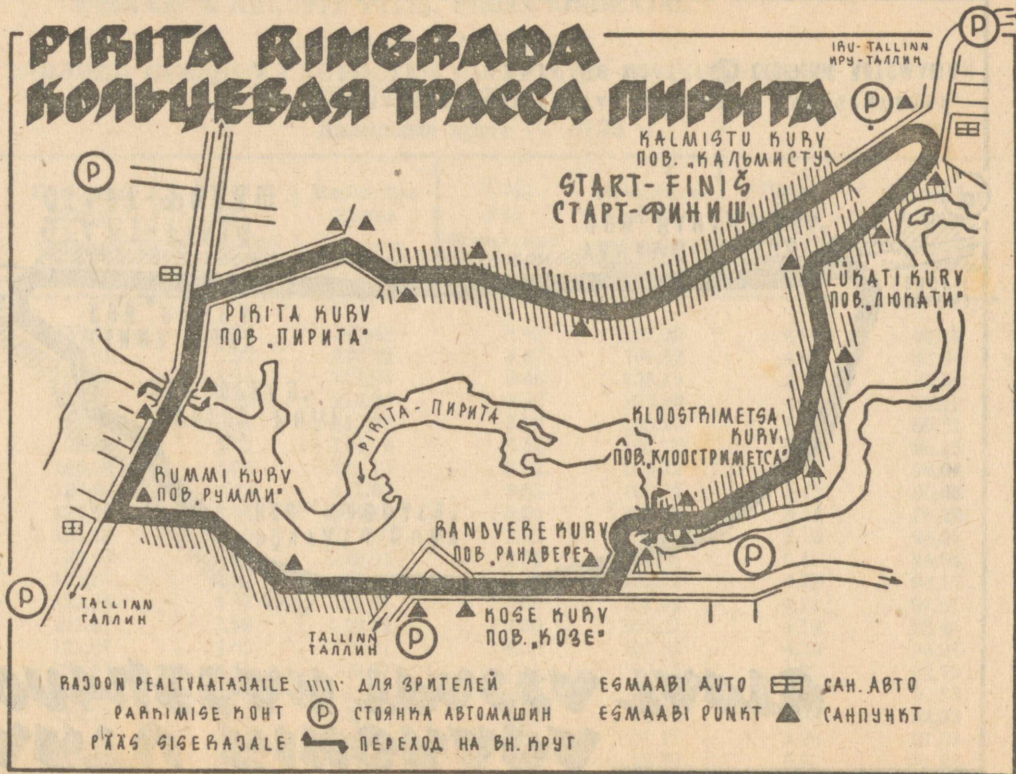 PIRITA RINGRADA
КОЛЬЦЕВАЯ ТРАССА ПИРИТА
P
IRU-TALLINN
ИРУ-ТАЛЛИН
P
KALMISTU KURV
ПОВ. „КАЛЬМИСТУ"
START-FINIŠ
СТАРТ-ФИНИШ
P
LÜKATI KURV
ПОВ. „ЛЮКАТИ"
PIRITA KURV
ПОВ. „ПИРИТА"
PIRITA-ПИРИТА
KLOOSTRIMETSA
KURV
ПОВ. „КЛООСТРИМЕТСА"
RUMMI KURV
ПОВ. „РУММИ"
RANDVERE KURV
ПОВ. „РАНДВЕРЕ"
P
P
TALLINN
ТАЛЛИН
KOSE KURV
ПОВ. „КОЗЕ"
TALLINN
ТАЛЛИН
P
RAJOON PEALTVAATAJAILE ДЛЯ ЗРИТЕЛЕЙ
PARKIMISE KOHT P СТОЯНКА АВТОМАШИН
PÄÄS SISERAJALE ПЕРЕХОД НА ВН. КРУГ
ESMAABI AUTO САН. АВТО
ESMAABI PUNKT САНПУНКТ